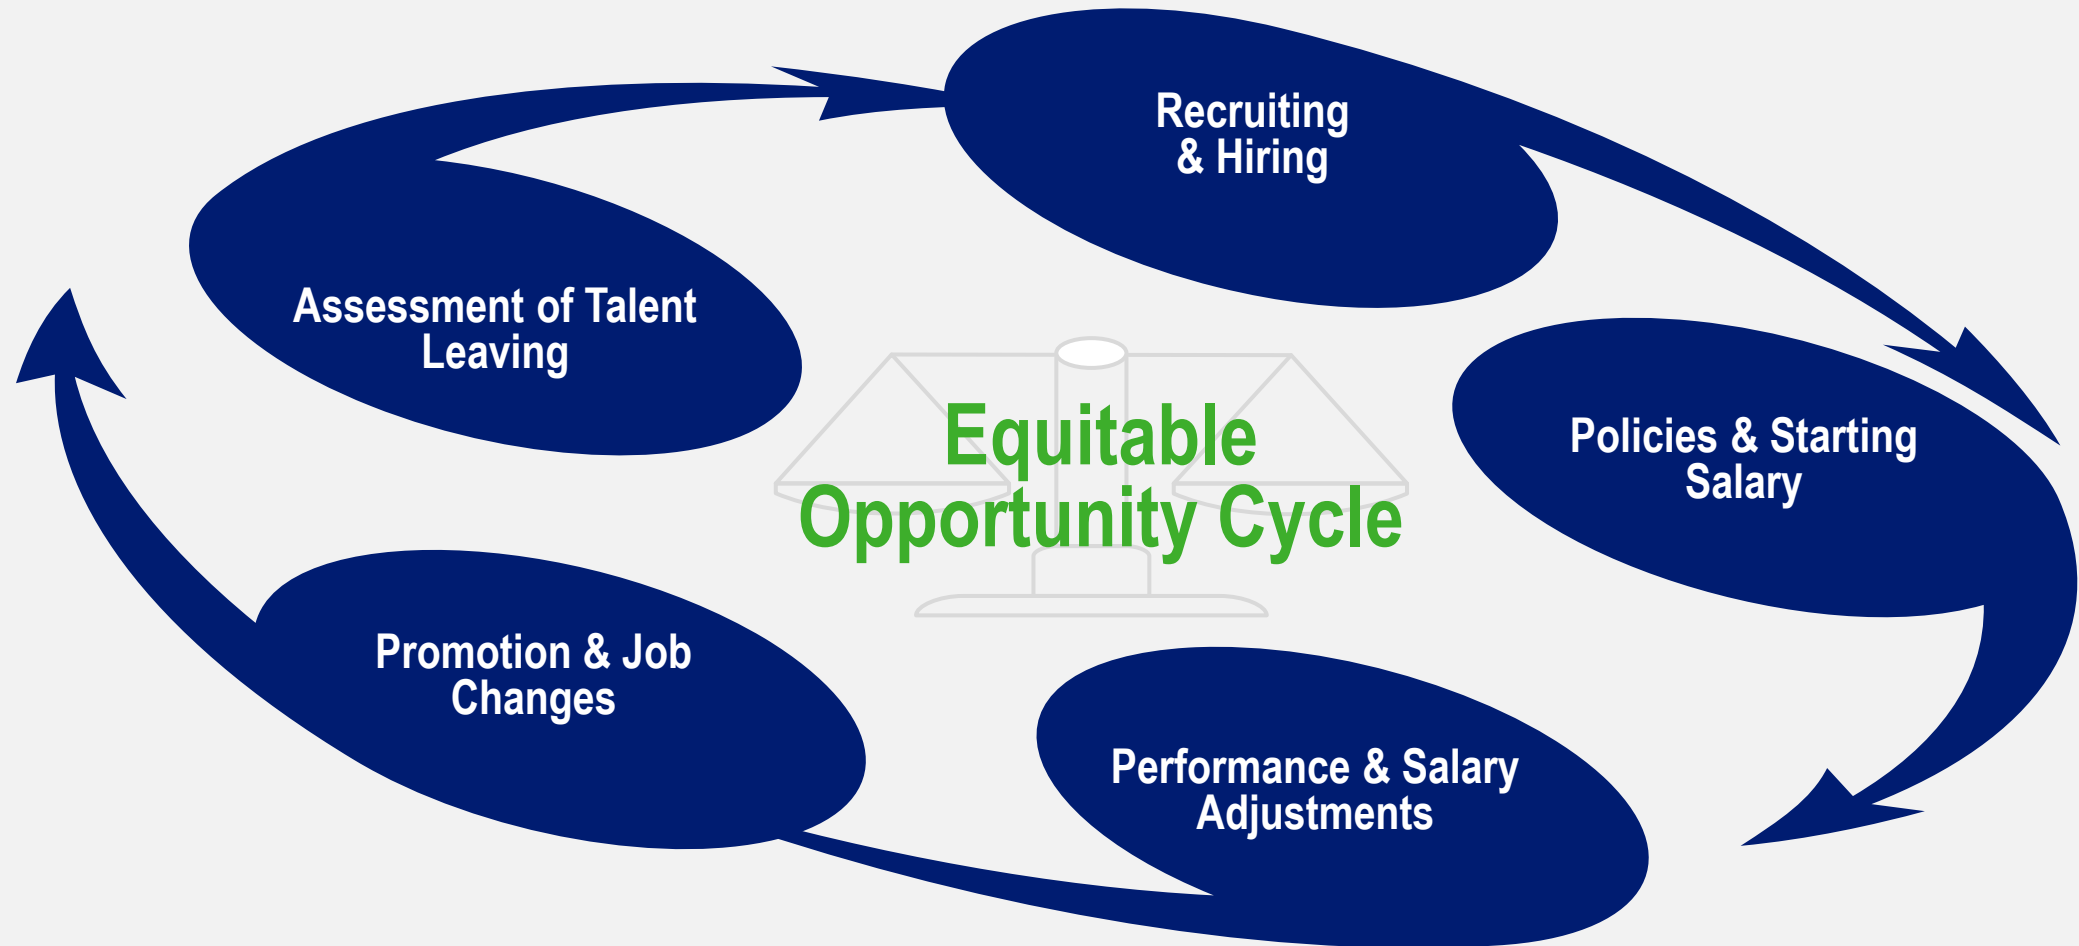 Recruiting
& Hiring
Assessment of Talent
Leaving
Equitable
Opportunity Cycle
Policies & Starting
Salary
Promotion & Job
Changes
Performance & Salary
Adjustments